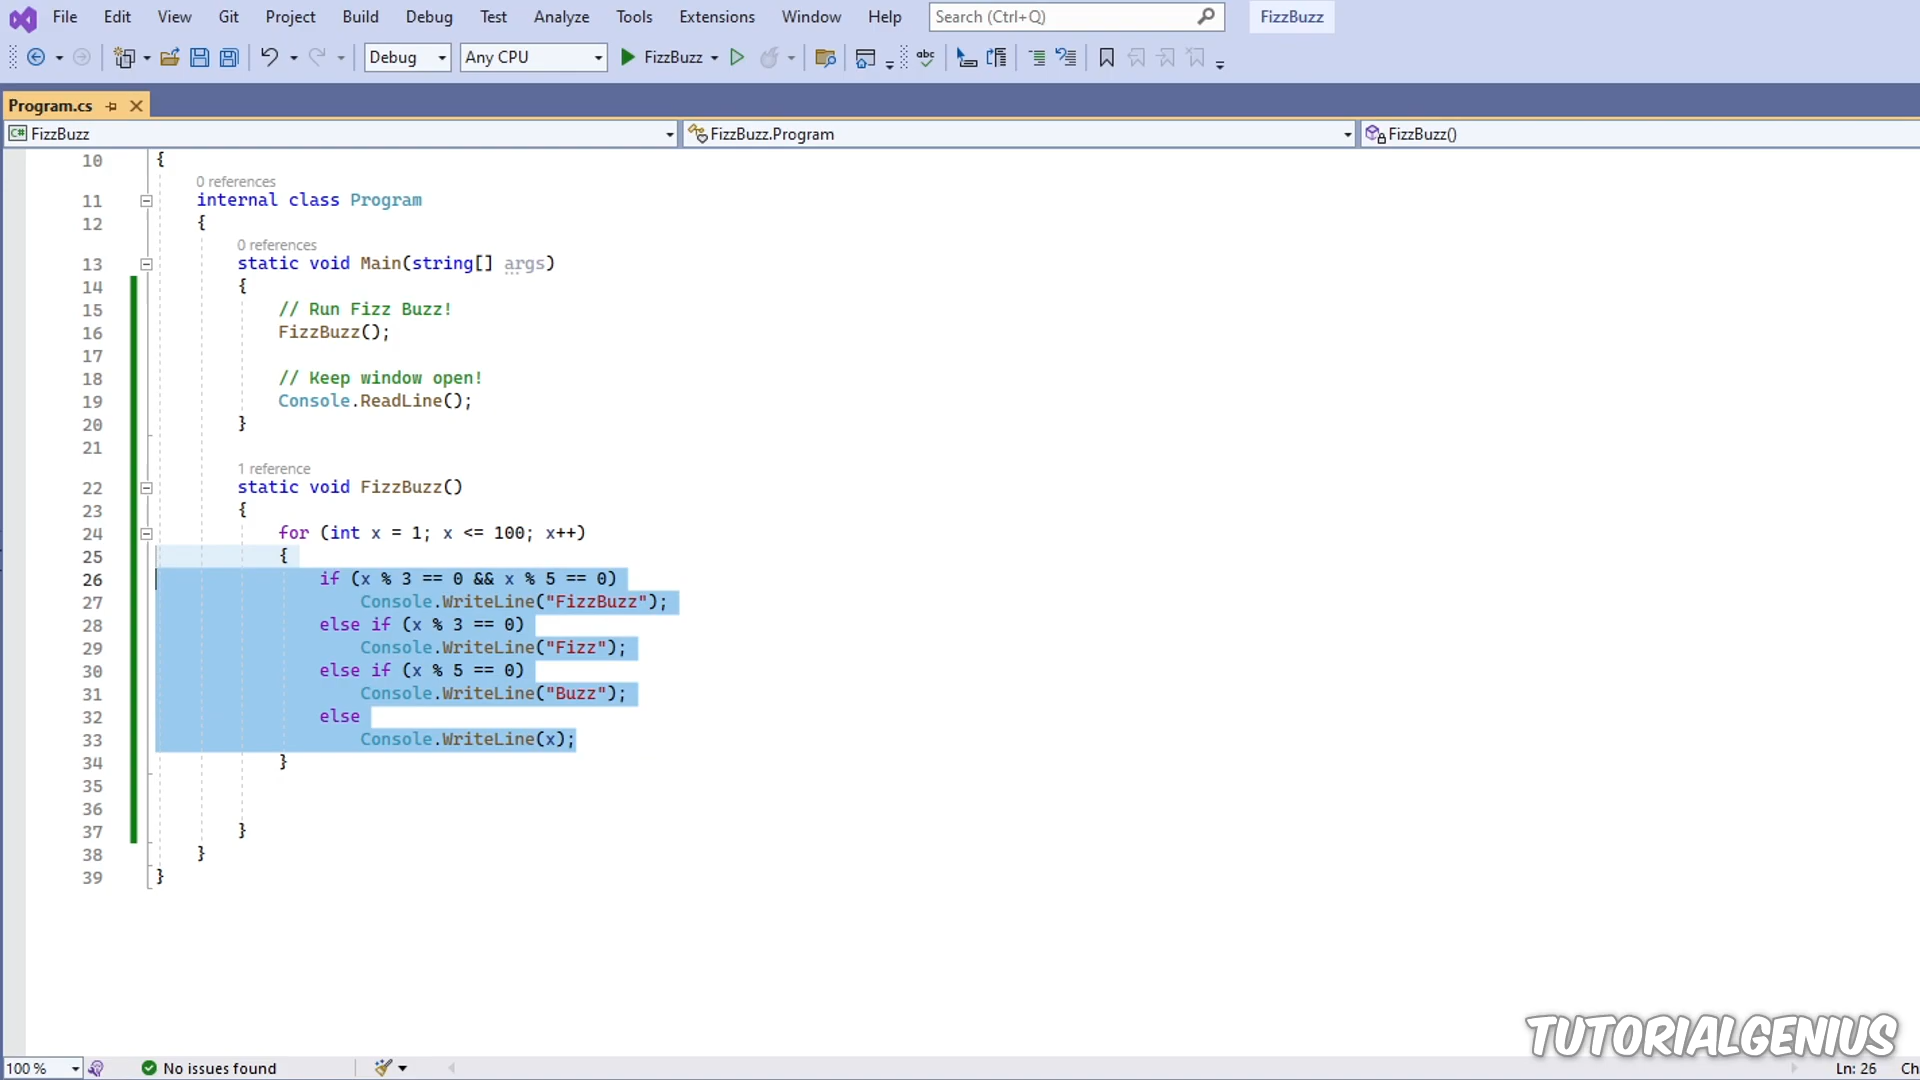 File Edit View Git Project Build Debug Test Analyze Tools Extensions Window Help Search (Ctrl+Q) FizzBuzz
Debug Any CPU FizzBuzz abc
Program.cs
C# FizzBuzz FizzBuzz.Program FizzBuzz()
10 {
0 references
11 internal class Program
12 {
0 references
13 static void Main(string[] args)
14 {
15 // Run Fizz Buzz!
16 FizzBuzz();
17
18 // Keep window open!
19 Console.ReadLine();
20 }
21
1 reference
22 static void FizzBuzz()
23 {
24 for (int x = 1; x <= 100; x++)
25 {
26 if (x % 3 == 0 && x % 5 == 0)
27 Console.WriteLine("FizzBuzz");
28 else if (x % 3 == 0)
29 Console.WriteLine("Fizz");
30 else if (x % 5 == 0)
31 Console.WriteLine("Buzz");
32 else
33 Console.WriteLine(x);
34 }
35
36
37 }
38 }
39 }
TUTORIALGENIUS
100 % No issues found Ln: 26 Ch